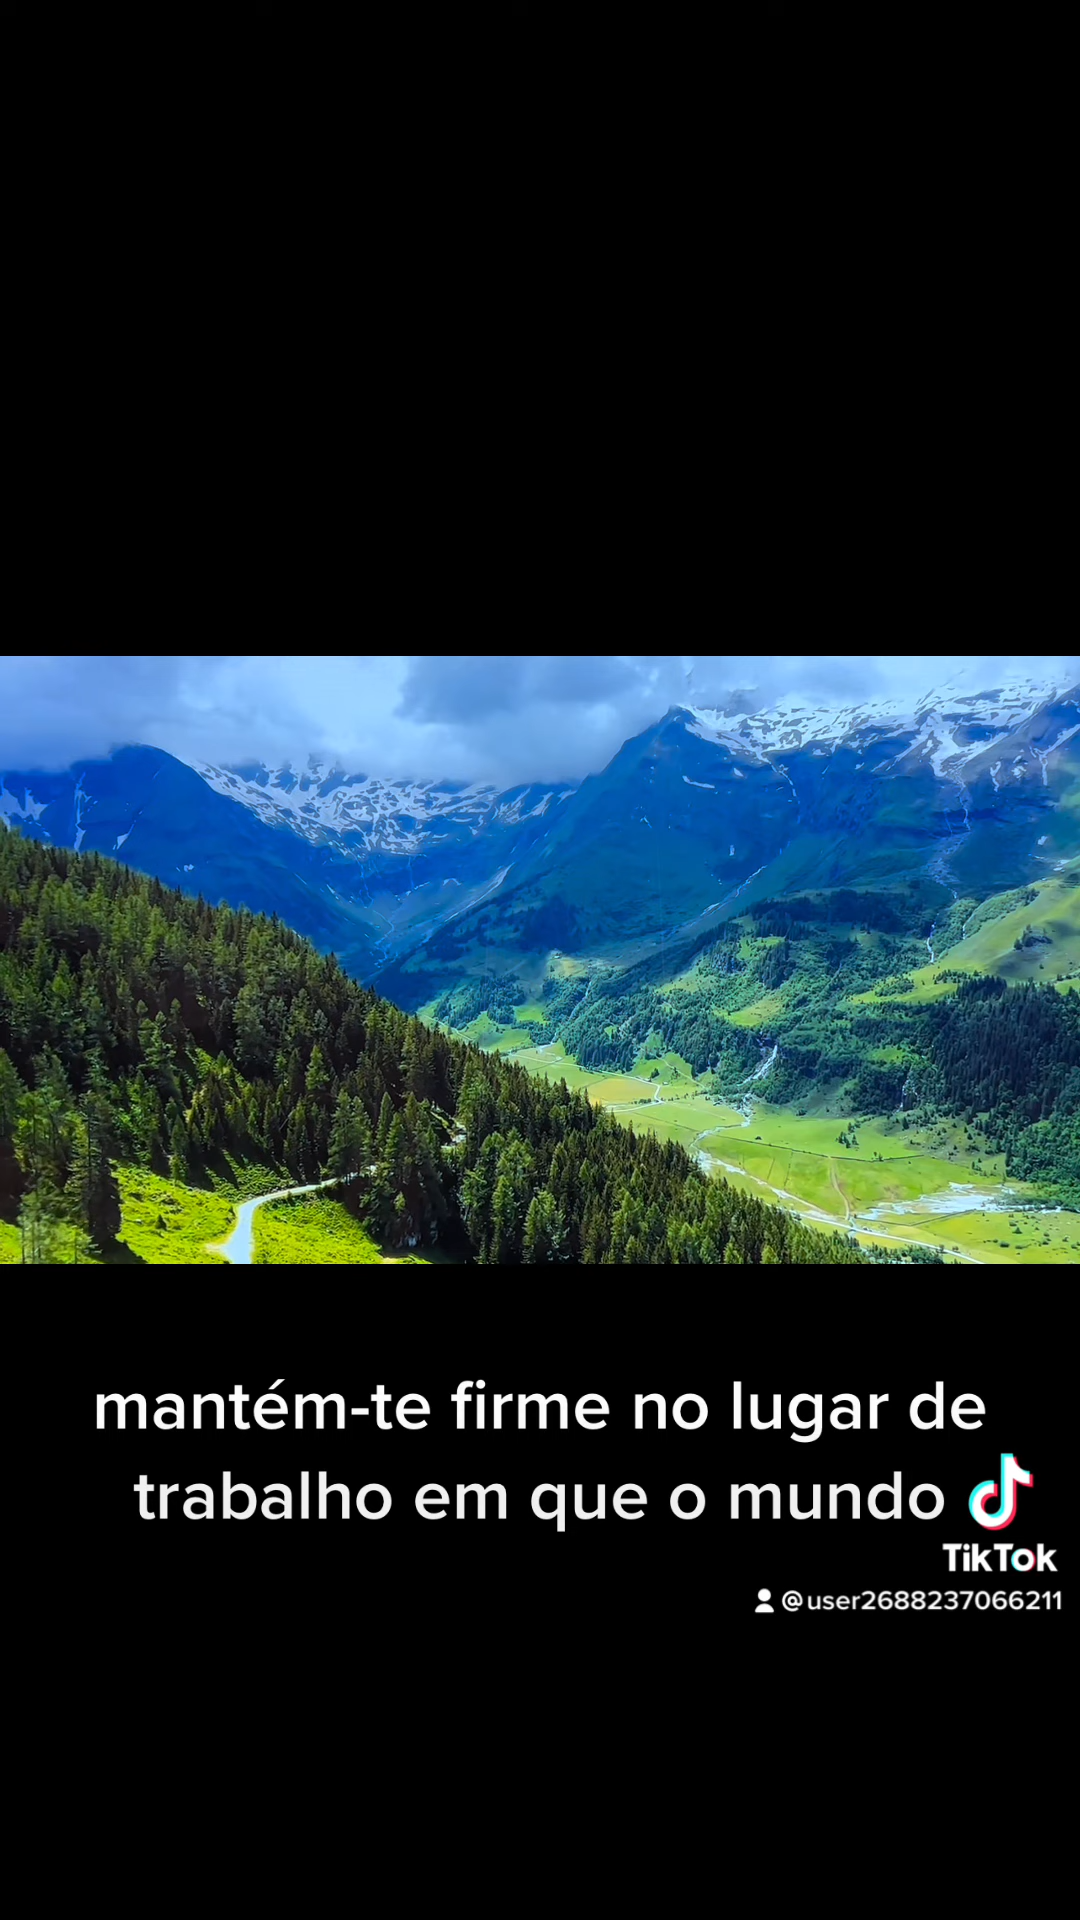 mantém-te firme no lugar de
trabalho em que o mundo
TikTok
@user2688237066211